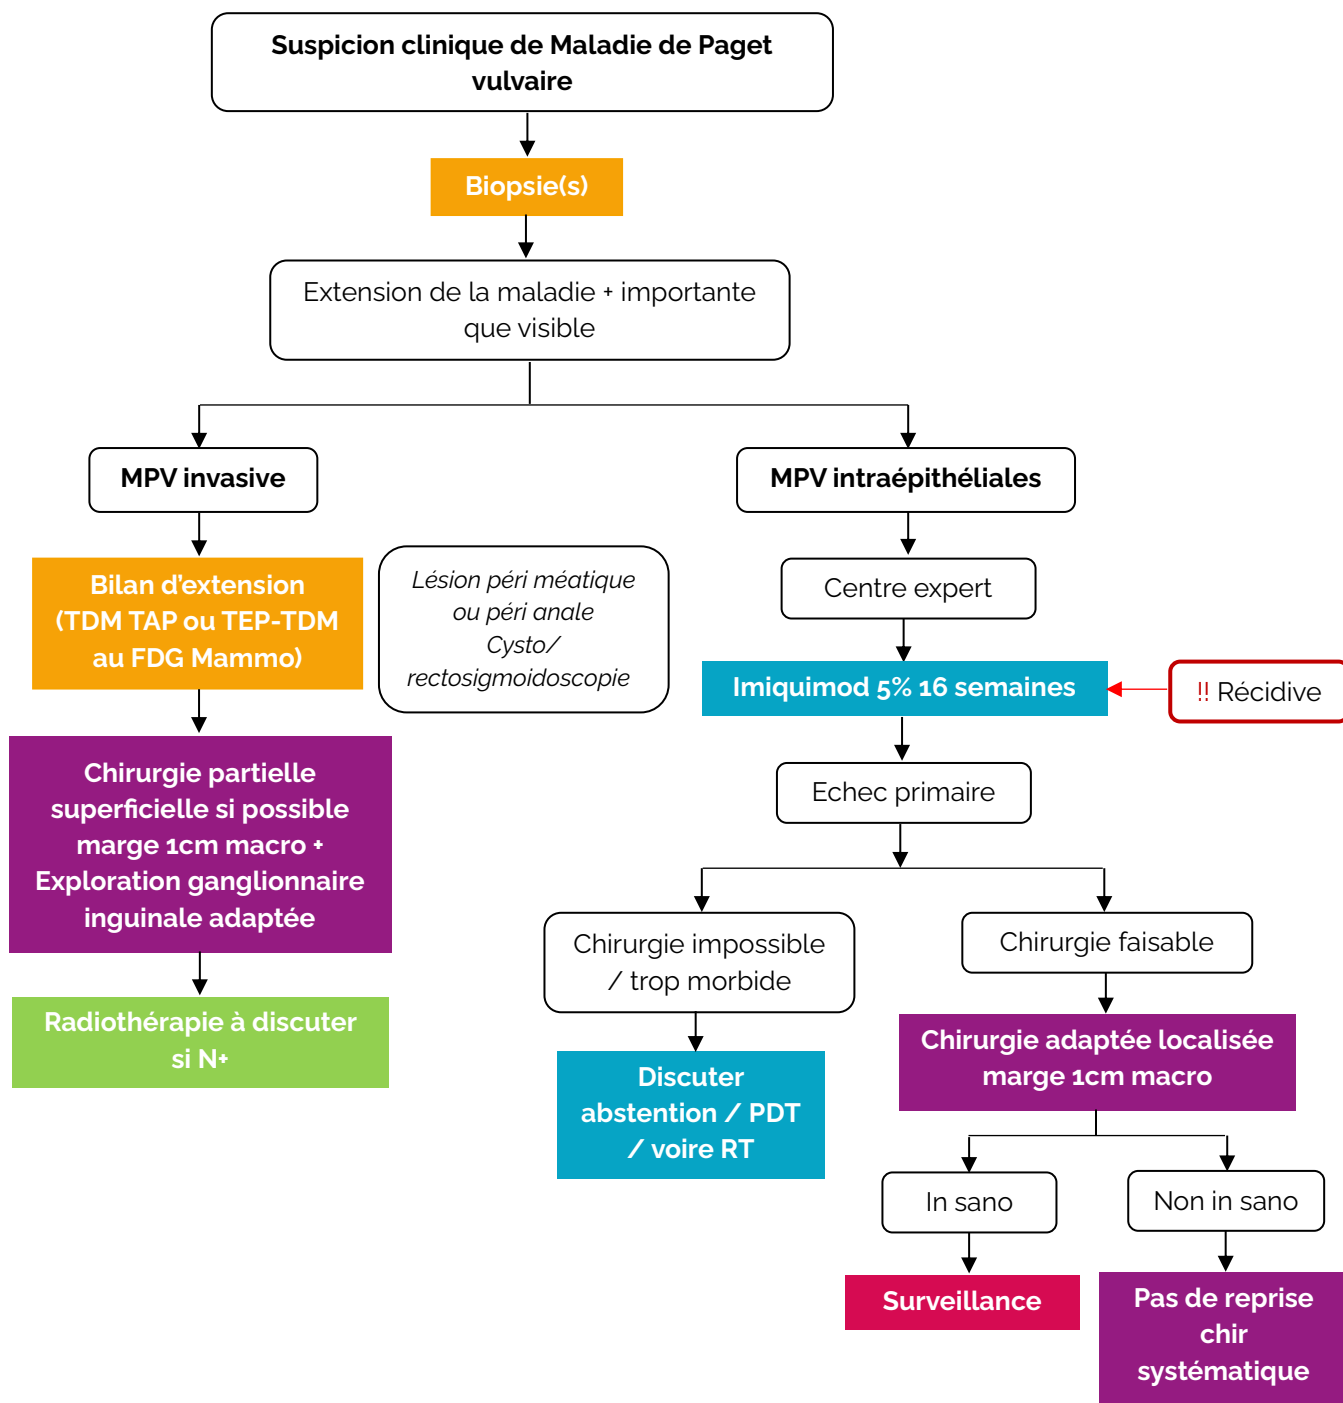 Suspicion clinique de Maladie de Paget
vulvaire
Biopsie(s)
Extension de la maladie + importante
que visible
MPV invasive
MPV intraépithéliales
Bilan d'extension
(TDM TAP ou TEP-TDM
au FDG Mammo)
Lésion péri méatique
ou péri anale
Cysto/
rectosigmoidoscopie
Centre expert
Imiquimod 5% 16 semaines
!! Récidive
Chirurgie partielle
superficielle si possible
marge 1cm macro +
Exploration ganglionnaire
inguinale adaptée
Echec primaire
Chirurgie impossible
/ trop morbide
Chirurgie faisable
Radiothérapie à discuter
si N+
Discuter
abstention / PDT
/ voire RT
Chirurgie adaptée localisée
marge 1cm macro
In sano
Non in sano
Surveillance
Pas de reprise
chir
systématique